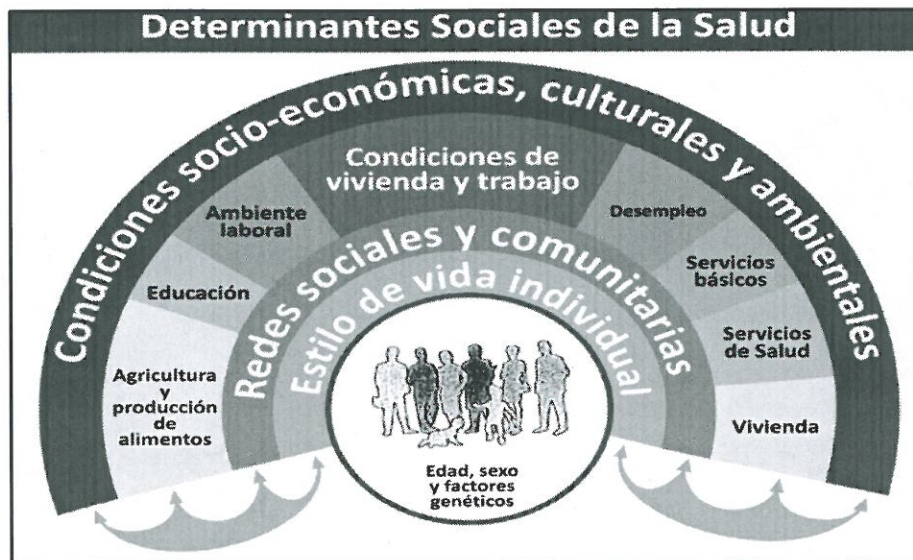 Determinantes Sociales de la Salud
Condiciones socio-económicas, culturales y ambientales
Condiciones de
vivienda y trabajo
Ambiente
laboral
Desempleo
Educación
Servicios
básicos
Agricultura
y
producción
de
alimentos
Servicios
de Salud
Vivienda
Redes sociales y comunitarias
Estilo de vida individual
Edad, sexo
y factores
genéticos